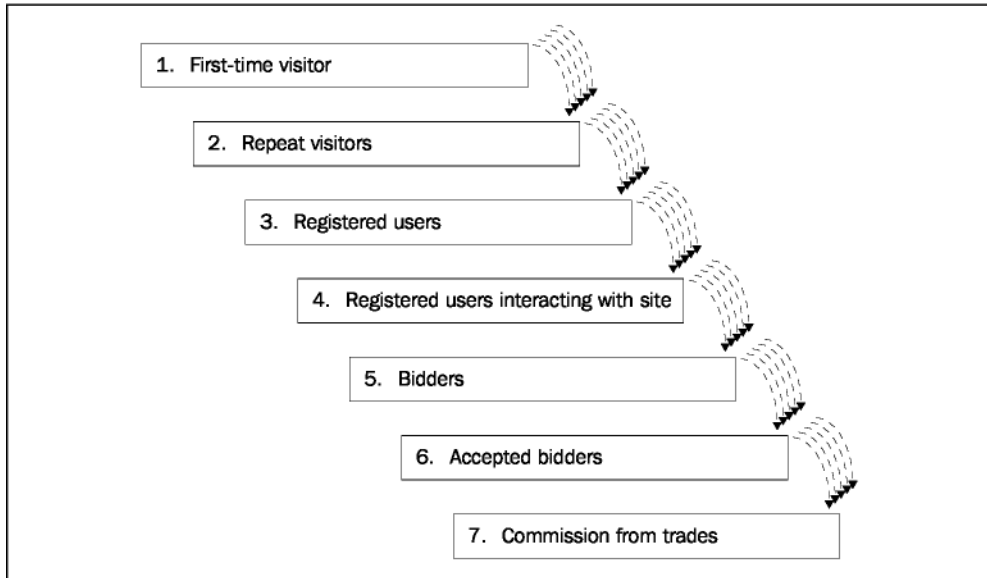 1. First-time visitor
2. Repeat visitors
3. Registered users
4. Registered users interacting with site
5. Bidders
6. Accepted bidders
7. Commission from trades